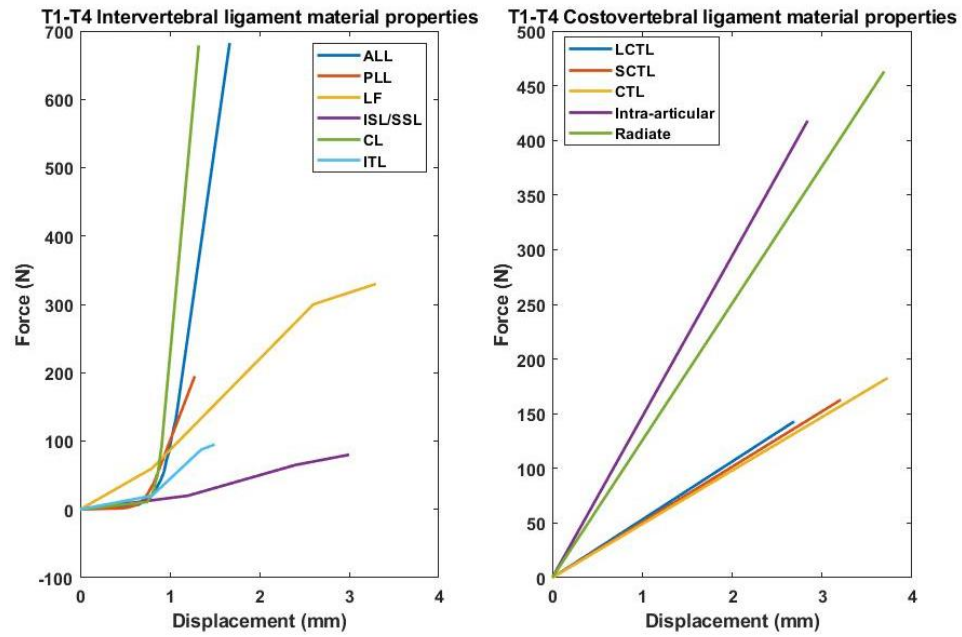 T1-T4 Intervertebral ligament material properties
700
600
500
400
300
200
100
0
-100
0 1 2 3 4
Force (N)
Displacement (mm)
ALL
PLL
LF
ISL/SSL
CL
ITL
T1-T4 Costovertebral ligament material properties
500
450
400
350
300
250
200
150
100
50
0
0 1 2 3 4
Force (N)
Displacement (mm)
LCTL
SCTL
CTL
Intra-articular
Radiate